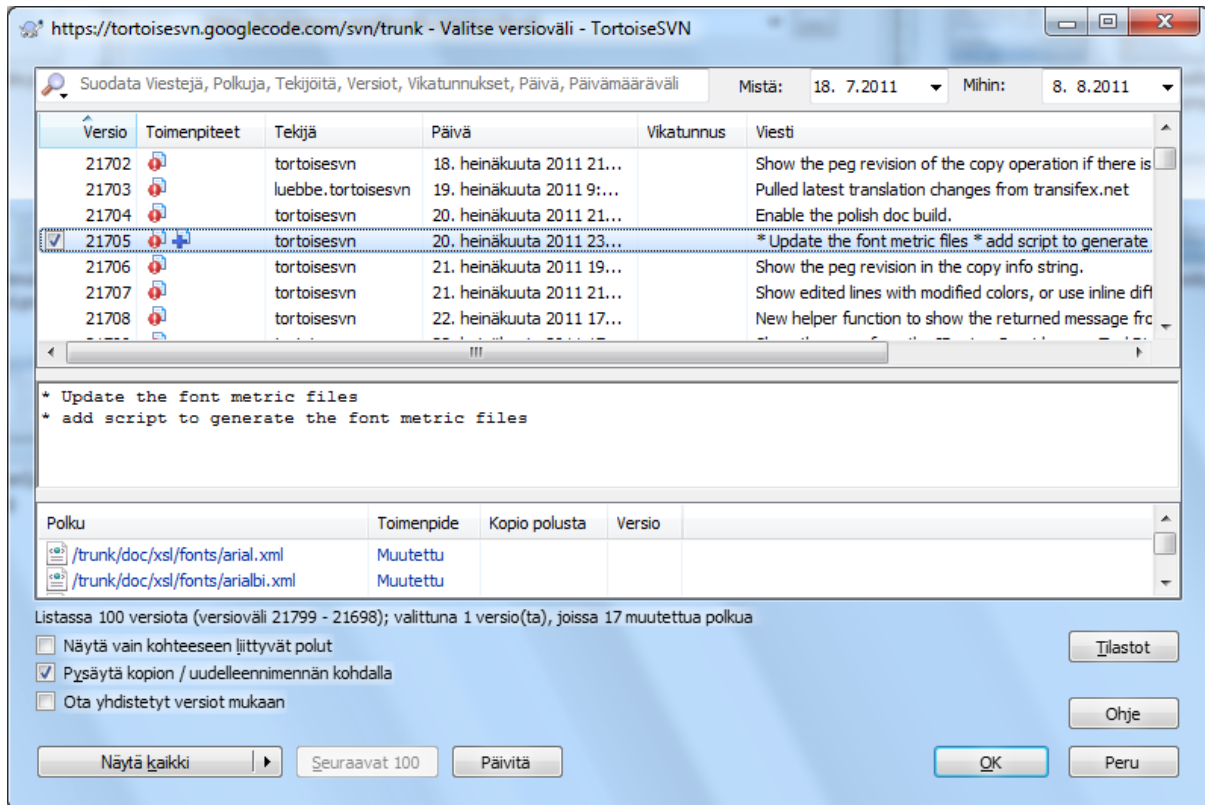 https://tortoisesvn.googlecode.com/svn/trunk - Valitse versioväli - TortoiseSVN
Suodata Viestejä, Polkuja, Tekijöitä, Versiot, Vikatunnukset, Päivä, Päivämääräväli Mistä: 18. 7.2011 Mihin: 8. 8.2011
Versio Toimenpiteet Tekijä Päivä Vikatunnus Viesti
21702 tortoisesvn 18. heinäkuuta 2011 21... Show the peg revision of the copy operation if there is
21703 luebbe.tortoisesvn 19. heinäkuuta 2011 9:... Pulled latest translation changes from transifex.net
21704 tortoisesvn 20. heinäkuuta 2011 21... Enable the polish doc build.
21705 tortoisesvn 20. heinäkuuta 2011 23... * Update the font metric files * add script to generate
21706 tortoisesvn 21. heinäkuuta 2011 19... Show the peg revision in the copy info string.
21707 tortoisesvn 21. heinäkuuta 2011 21... Show edited lines with modified colors, or use inline diff
21708 tortoisesvn 22. heinäkuuta 2011 17... New helper function to show the returned message fro
* Update the font metric files
* add script to generate the font metric files
Polku Toimenpide Kopio polusta Versio
/trunk/doc/xsl/fonts/arial.xml Muutettu
/trunk/doc/xsl/fonts/arialbi.xml Muutettu
Listassa 100 versiota (versioväli 21799 - 21698); valittuna 1 versio(ta), joissa 17 muutettua polkua
Näytä vain kohteeseen liittyvät polut
Tilastot
Pysäytä kopion / uudelleennimennän kohdalla
Ota yhdistetyt versiot mukaan
Ohje
Näytä kaikki Seuraavat 100 Päivitä OK Peru